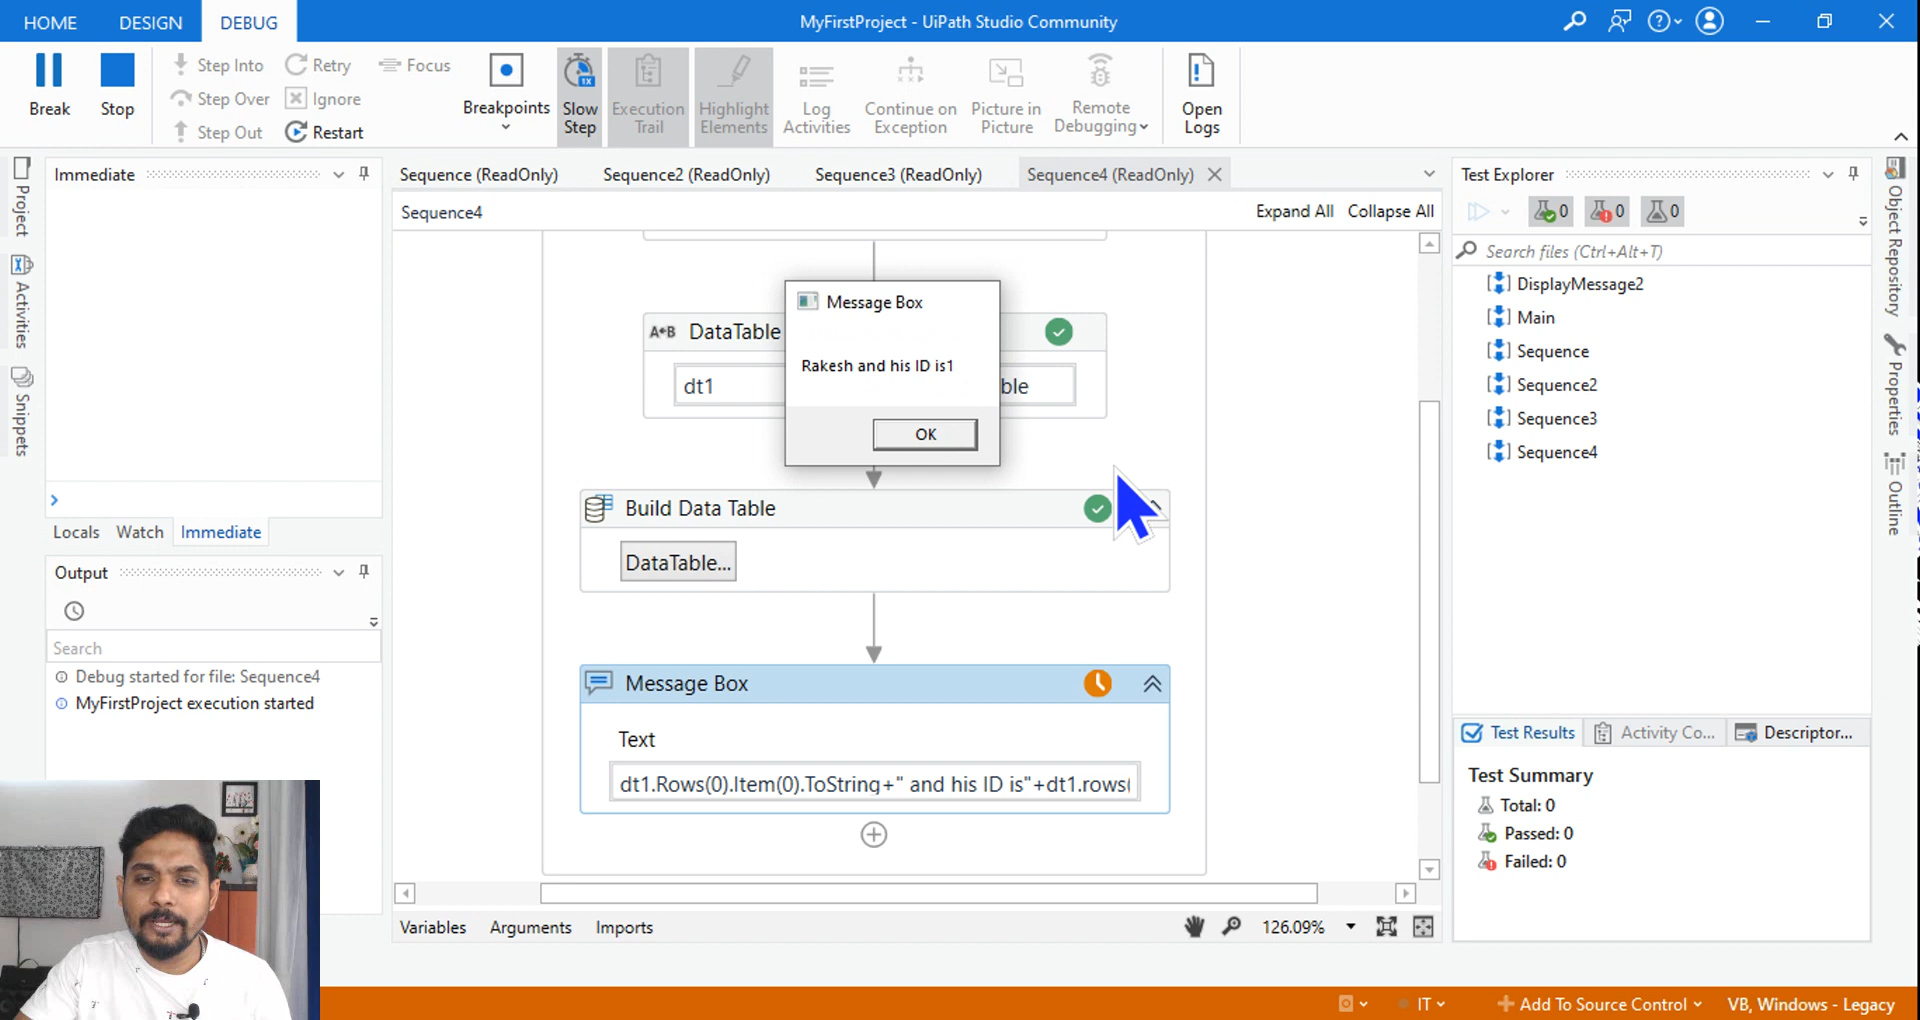 HOME
DESIGN
DEBUG
MyFirstProject - UiPath Studio Community
Break
Stop
Step Into
Step Over
Step Out
Retry
Ignore
Restart
Focus
Breakpoints
Slow Step
Execution Trail
Highlight Elements
Log Activities
Continue on Exception
Picture in Picture
Remote Debugging
Open Logs
Project
Activities
Snippets
Immediate
Locals
Watch
Immediate
Output
Search
Debug started for file: Sequence4
MyFirstProject execution started
Sequence (ReadOnly)
Sequence2 (ReadOnly)
Sequence3 (ReadOnly)
Sequence4 (ReadOnly)
Sequence4
Expand All
Collapse All
A B DataTable
dt1
ble
Message Box
Rakesh and his ID is1
OK
Build Data Table
DataTable...
Message Box
Text
dt1.Rows(0).Item(0).ToString+" and his ID is"+dt1.rows(
Variables
Arguments
Imports
126.09%
Test Explorer
0
0
0
Search files (Ctrl+Alt+T)
DisplayMessage2
Main
Sequence
Sequence2
Sequence3
Sequence4
Test Results
Activity Co...
Descriptor...
Test Summary
Total: 0
Passed: 0
Failed: 0
Object Repository
Properties
Outline
IT
Add To Source Control
VB, Windows - Legacy